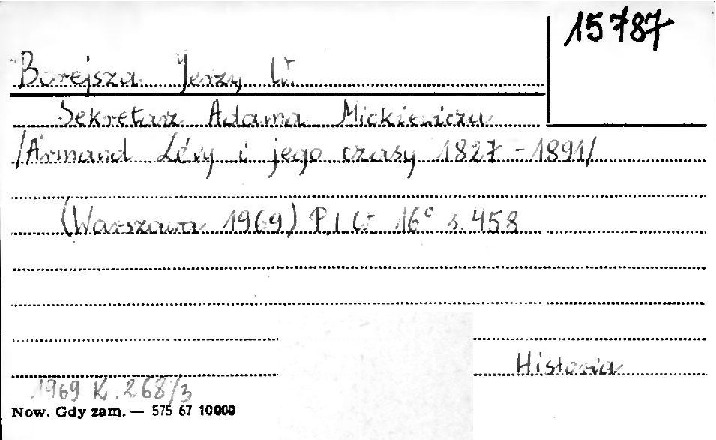 15787
Borejsza Jerzy W.
Sekretarz Adama Mickiewicza
/Armand Lévy i jego czasy 1827-1891/
(Warszawa 1969) PIW 16° s. 458
Historia
1969 K. 268/3
Now. Gdy zam. — 575 67 10000